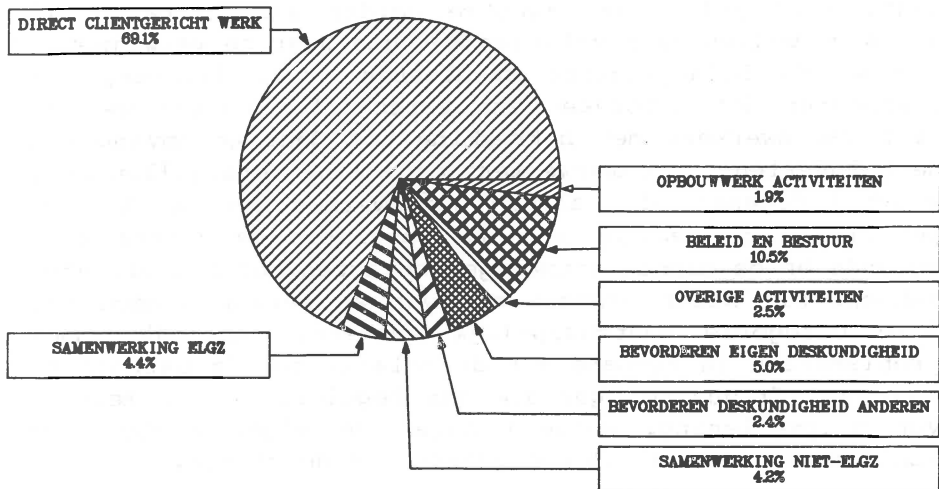 DIRECT CLIENTGERICHT WERK
69.1%
OPBOUWWERK ACTIVITEITEN
1.9%
BELEID EN BESTUUR
10.5%
OVERIGE ACTIVITEITEN
2.5%
BEVORDEREN EIGEN DESKUNDIGHEID
5.0%
BEVORDEREN DESKUNDIGHEID ANDEREN
2.4%
SAMENWERKING NIET-ELGZ
4.2%
SAMENWERKING ELGZ
4.4%